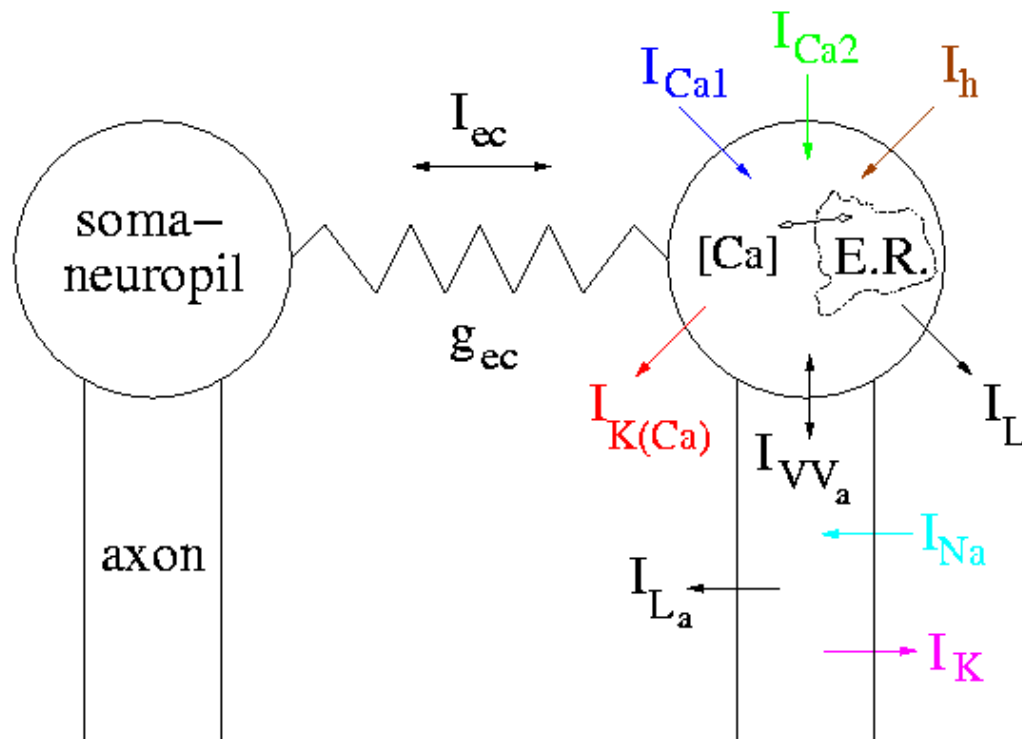 I_Ca2
I_Ca1
I_h
I_ec
soma–
neuropil
[Ca]
E.R.
g_ec
I_K(Ca)
I_L
I_VV_a
I_Na
axon
I_L_a
I_K